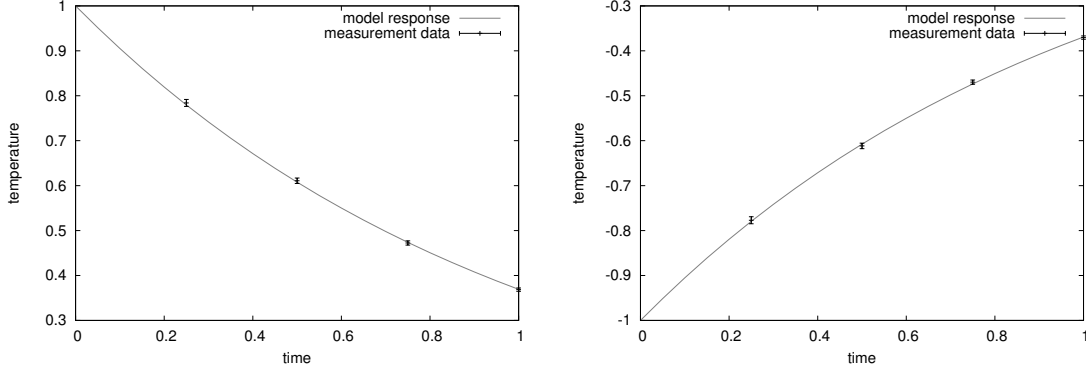 model response
measurement data
1
0.9
0.8
0.7
0.6
0.5
0.4
0.3
temperature
0 0.2 0.4 0.6 0.8 1
time
model response
measurement data
-0.3
-0.4
-0.5
-0.6
-0.7
-0.8
-0.9
-1
temperature
0 0.2 0.4 0.6 0.8 1
time